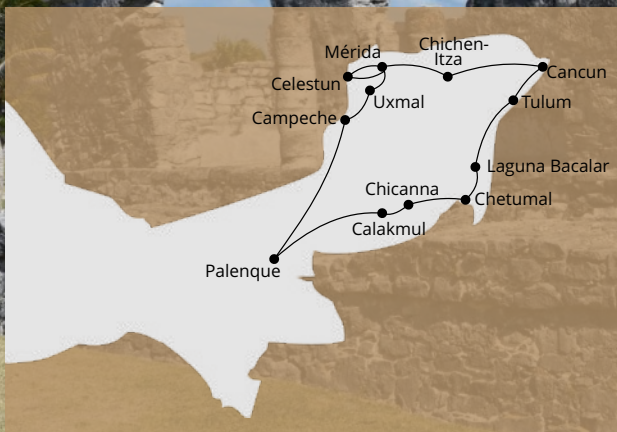 Mérida
Chichen-
Itza
Cancun
Celestun
Uxmal
Tulum
Campeche
Laguna Bacalar
Chicanna
Chetumal
Calakmul
Palenque